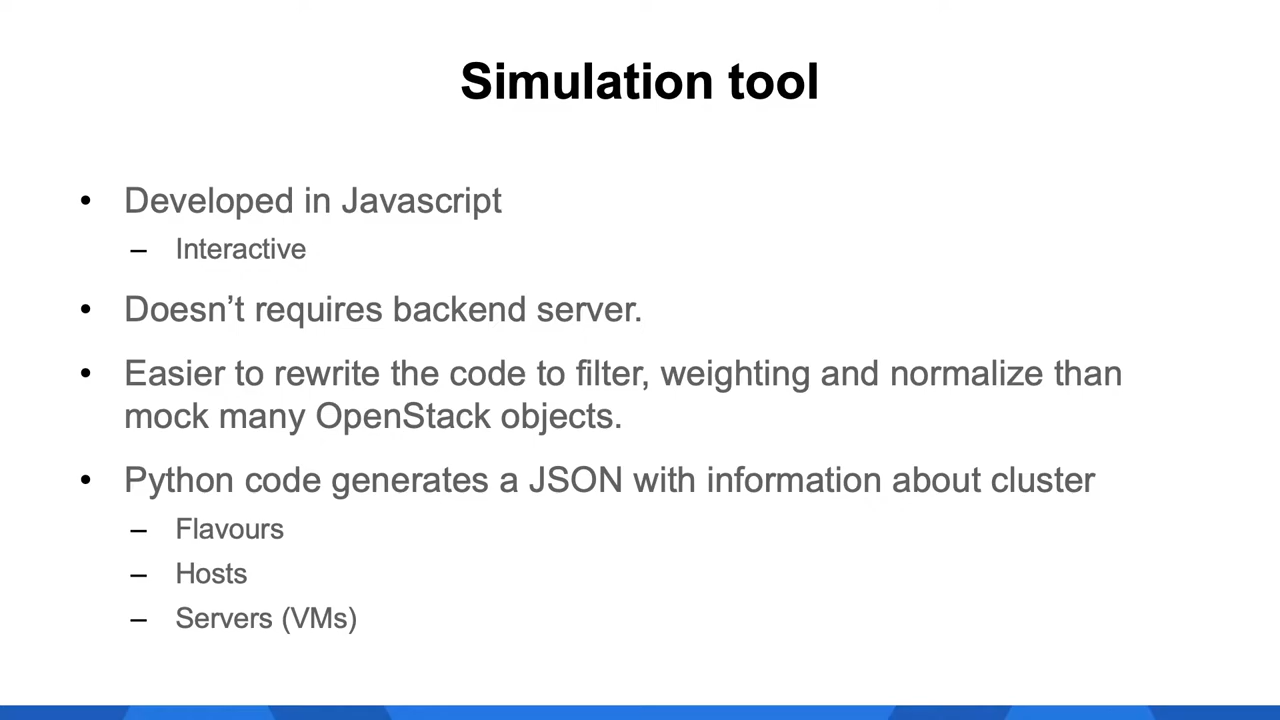 Simulation tool
• Developed in Javascript
– Interactive
• Doesn’t requires backend server.
• Easier to rewrite the code to filter, weighting and normalize than
mock many OpenStack objects.
• Python code generates a JSON with information about cluster
– Flavours
– Hosts
– Servers (VMs)